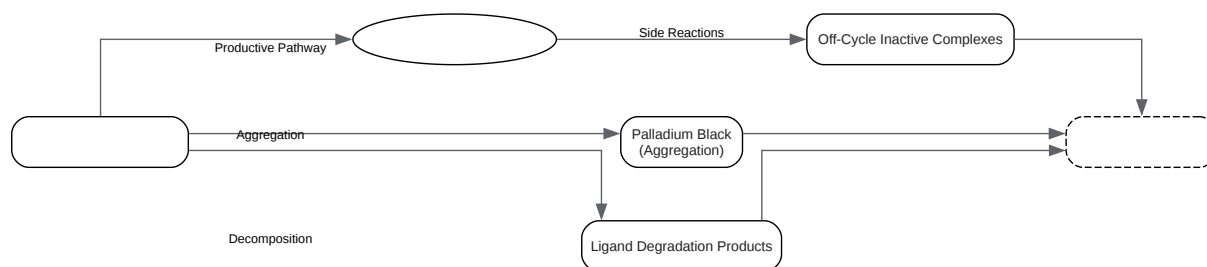 Productive Pathway
Side Reactions
Off-Cycle Inactive Complexes
Aggregation
Palladium Black
(Aggregation)
Decomposition
Ligand Degradation Products